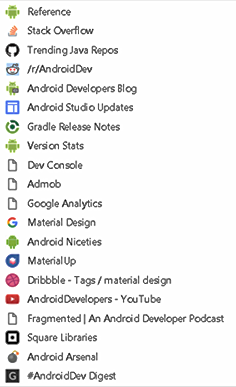 Reference
Stack Overflow
Trending Java Repos
/r/AndroidDev
Android Developers Blog
Android Studio Updates
Gradle Release Notes
Version Stats
Dev Console
Admob
Google Analytics
Material Design
Android Niceties
MaterialUp
Dribbble - Tags / material design
AndroidDevelopers - YouTube
Fragmented | An Android Developer Podcast
Square Libraries
Android Arsenal
#AndroidDev Digest